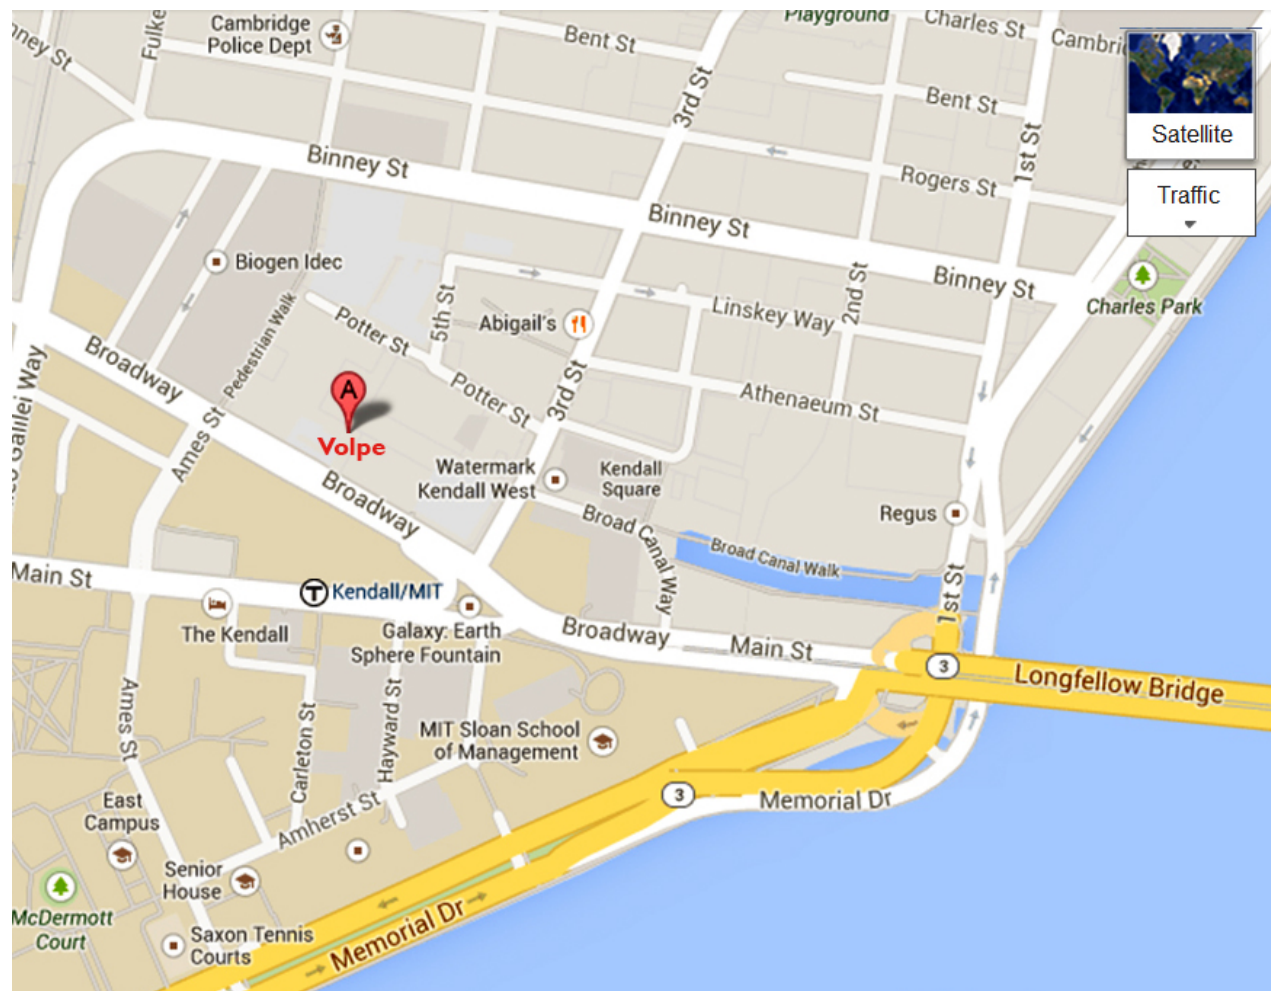 nney St
Fulke
Cambridge
Police Dept
Bent St
3rd St
Playground
Charles St
Cambri
Satellite
Traffic
Bent St
1st St
Rogers St
Binney St
Binney St
Binney St
Charles Park
Biogen Idec
Pedestrian Walk
Potter St
5th St
Abigail's
Linskey Way
2nd St
Broadway
o Galilei Way
A
Volpe
Potter St
3rd St
Athenaeum St
Ames St
Watermark
Kendall West
Kendall
Square
Broadway
Regus
Broad Canal Way
Broad Canal Walk
Main St
T
Kendall/MIT
1st St
The Kendall
Galaxy: Earth
Sphere Fountain
Broadway
Main St
3
Longfellow Bridge
Ames St
Carleton St
Hayward St
MIT Sloan School
of Management
3
Memorial Dr
East
Campus
Amherst St
Senior
House
McDermott
Court
Saxon Tennis
Courts
Memorial Dr